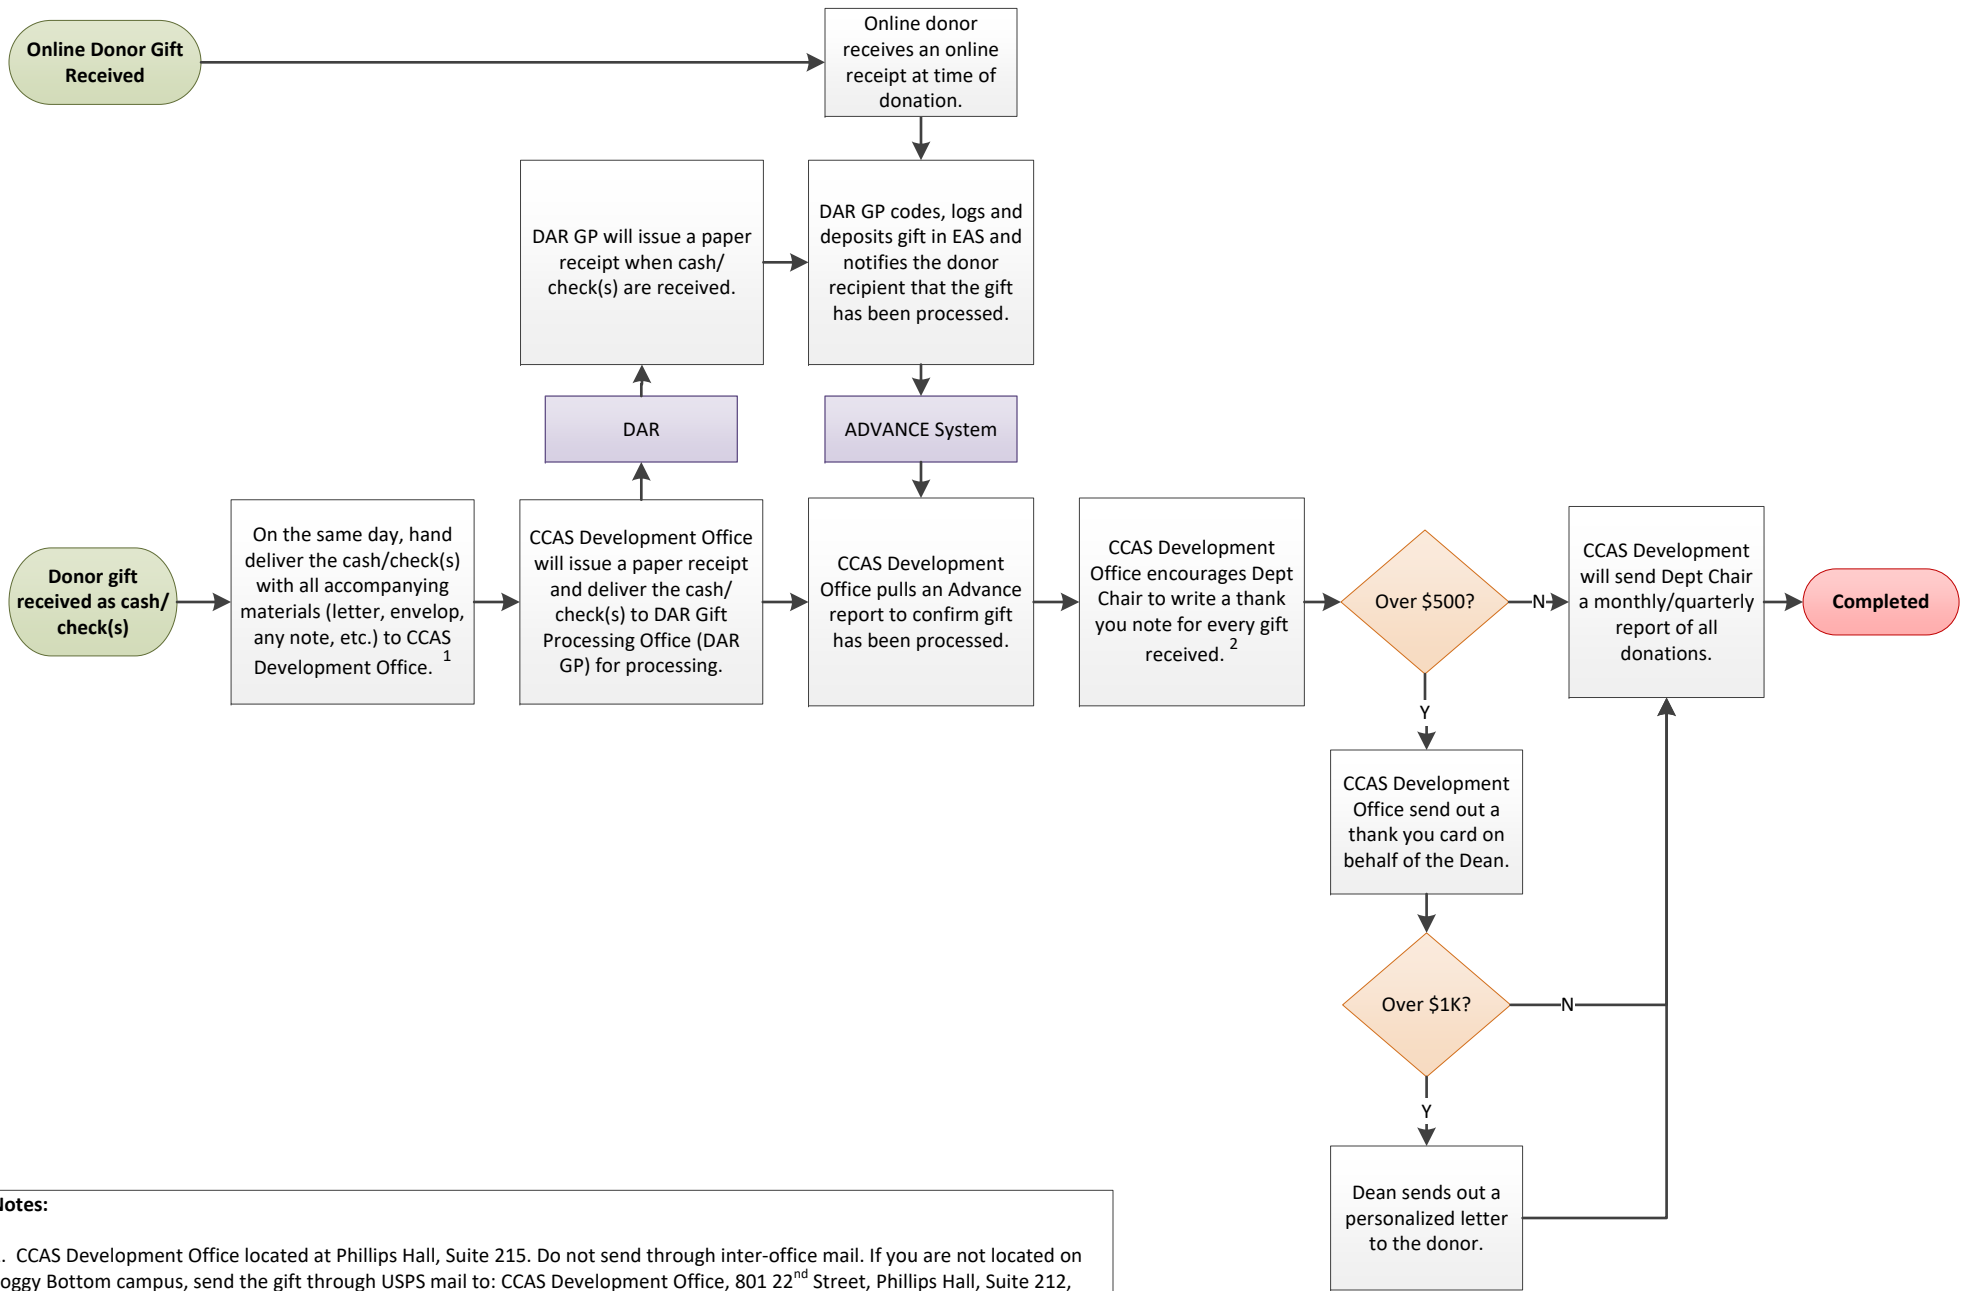 Online Donor Gift
Received
Online donor
receives an online
receipt at time of
donation.
DAR GP will issue a paper
receipt when cash/
check(s) are received.
DAR GP codes, logs and
deposits gift in EAS and
notifies the donor
recipient that the gift
has been processed.
DAR
ADVANCE System
Donor gift
received as cash/
check(s)
On the same day, hand
deliver the cash/check(s)
with all accompanying
materials (letter, envelop,
any note, etc.) to CCAS
Development Office. 1
CCAS Development Office
will issue a paper receipt
and deliver the cash/
check(s) to DAR Gift
Processing Office (DAR
GP) for processing.
CCAS Development
Office pulls an Advance
report to confirm gift
has been processed.
CCAS Development
Office encourages Dept
Chair to write a thank
you note for every gift
received. 2
Over $500?
N
CCAS Development
will send Dept Chair
a monthly/quarterly
report of all
donations.
Completed
Y
CCAS Development
Office send out a
thank you card on
behalf of the Dean.
Over $1K?
N
Y
Dean sends out a
personalized letter
to the donor.
Notes:
. CCAS Development Office located at Phillips Hall, Suite 215. Do not send through inter-office mail. If you are not located on
oggy Bottom campus, send the gift through USPS mail to: CCAS Development Office, 801 22nd Street, Phillips Hall, Suite 212,